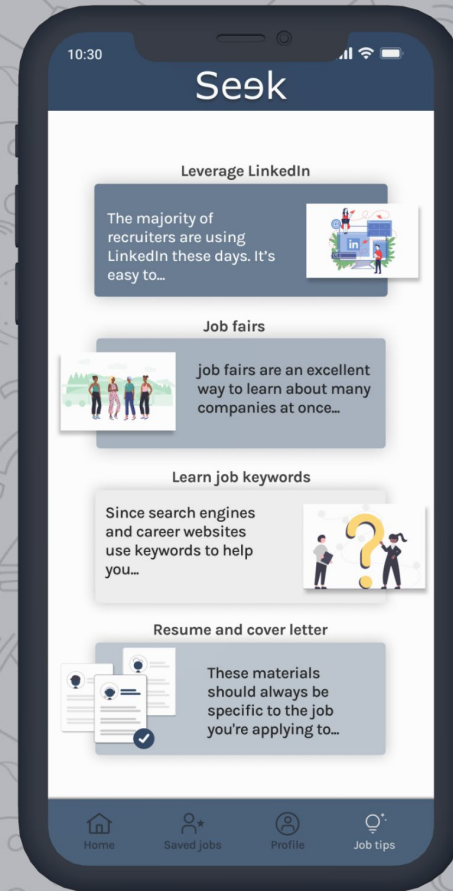 10:30
Seek
Leverage LinkedIn
The majority of
recruiters are using
LinkedIn these days. It's
easy to...
in
Job fairs
job fairs are an excellent
way to learn about many
companies at once...
Learn job keywords
Since search engines
and career websites
use keywords to help
you...
?
Resume and cover letter
These materials
should always be
specific to the job
you're applying to...
Home
Saved jobs
Profile
Job tips